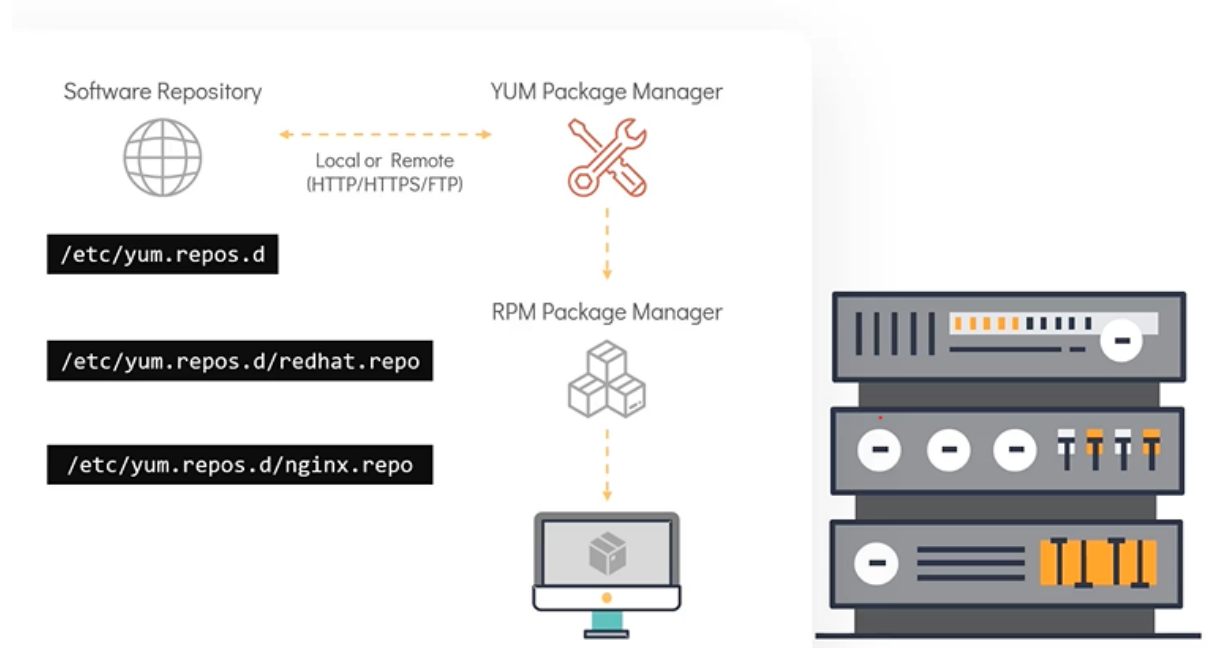 Software Repository
YUM Package Manager
Local or Remote
(HTTP/HTTPS/FTP)
/etc/yum.repos.d
RPM Package Manager
/etc/yum.repos.d/redhat.repo
/etc/yum.repos.d/nginx.repo